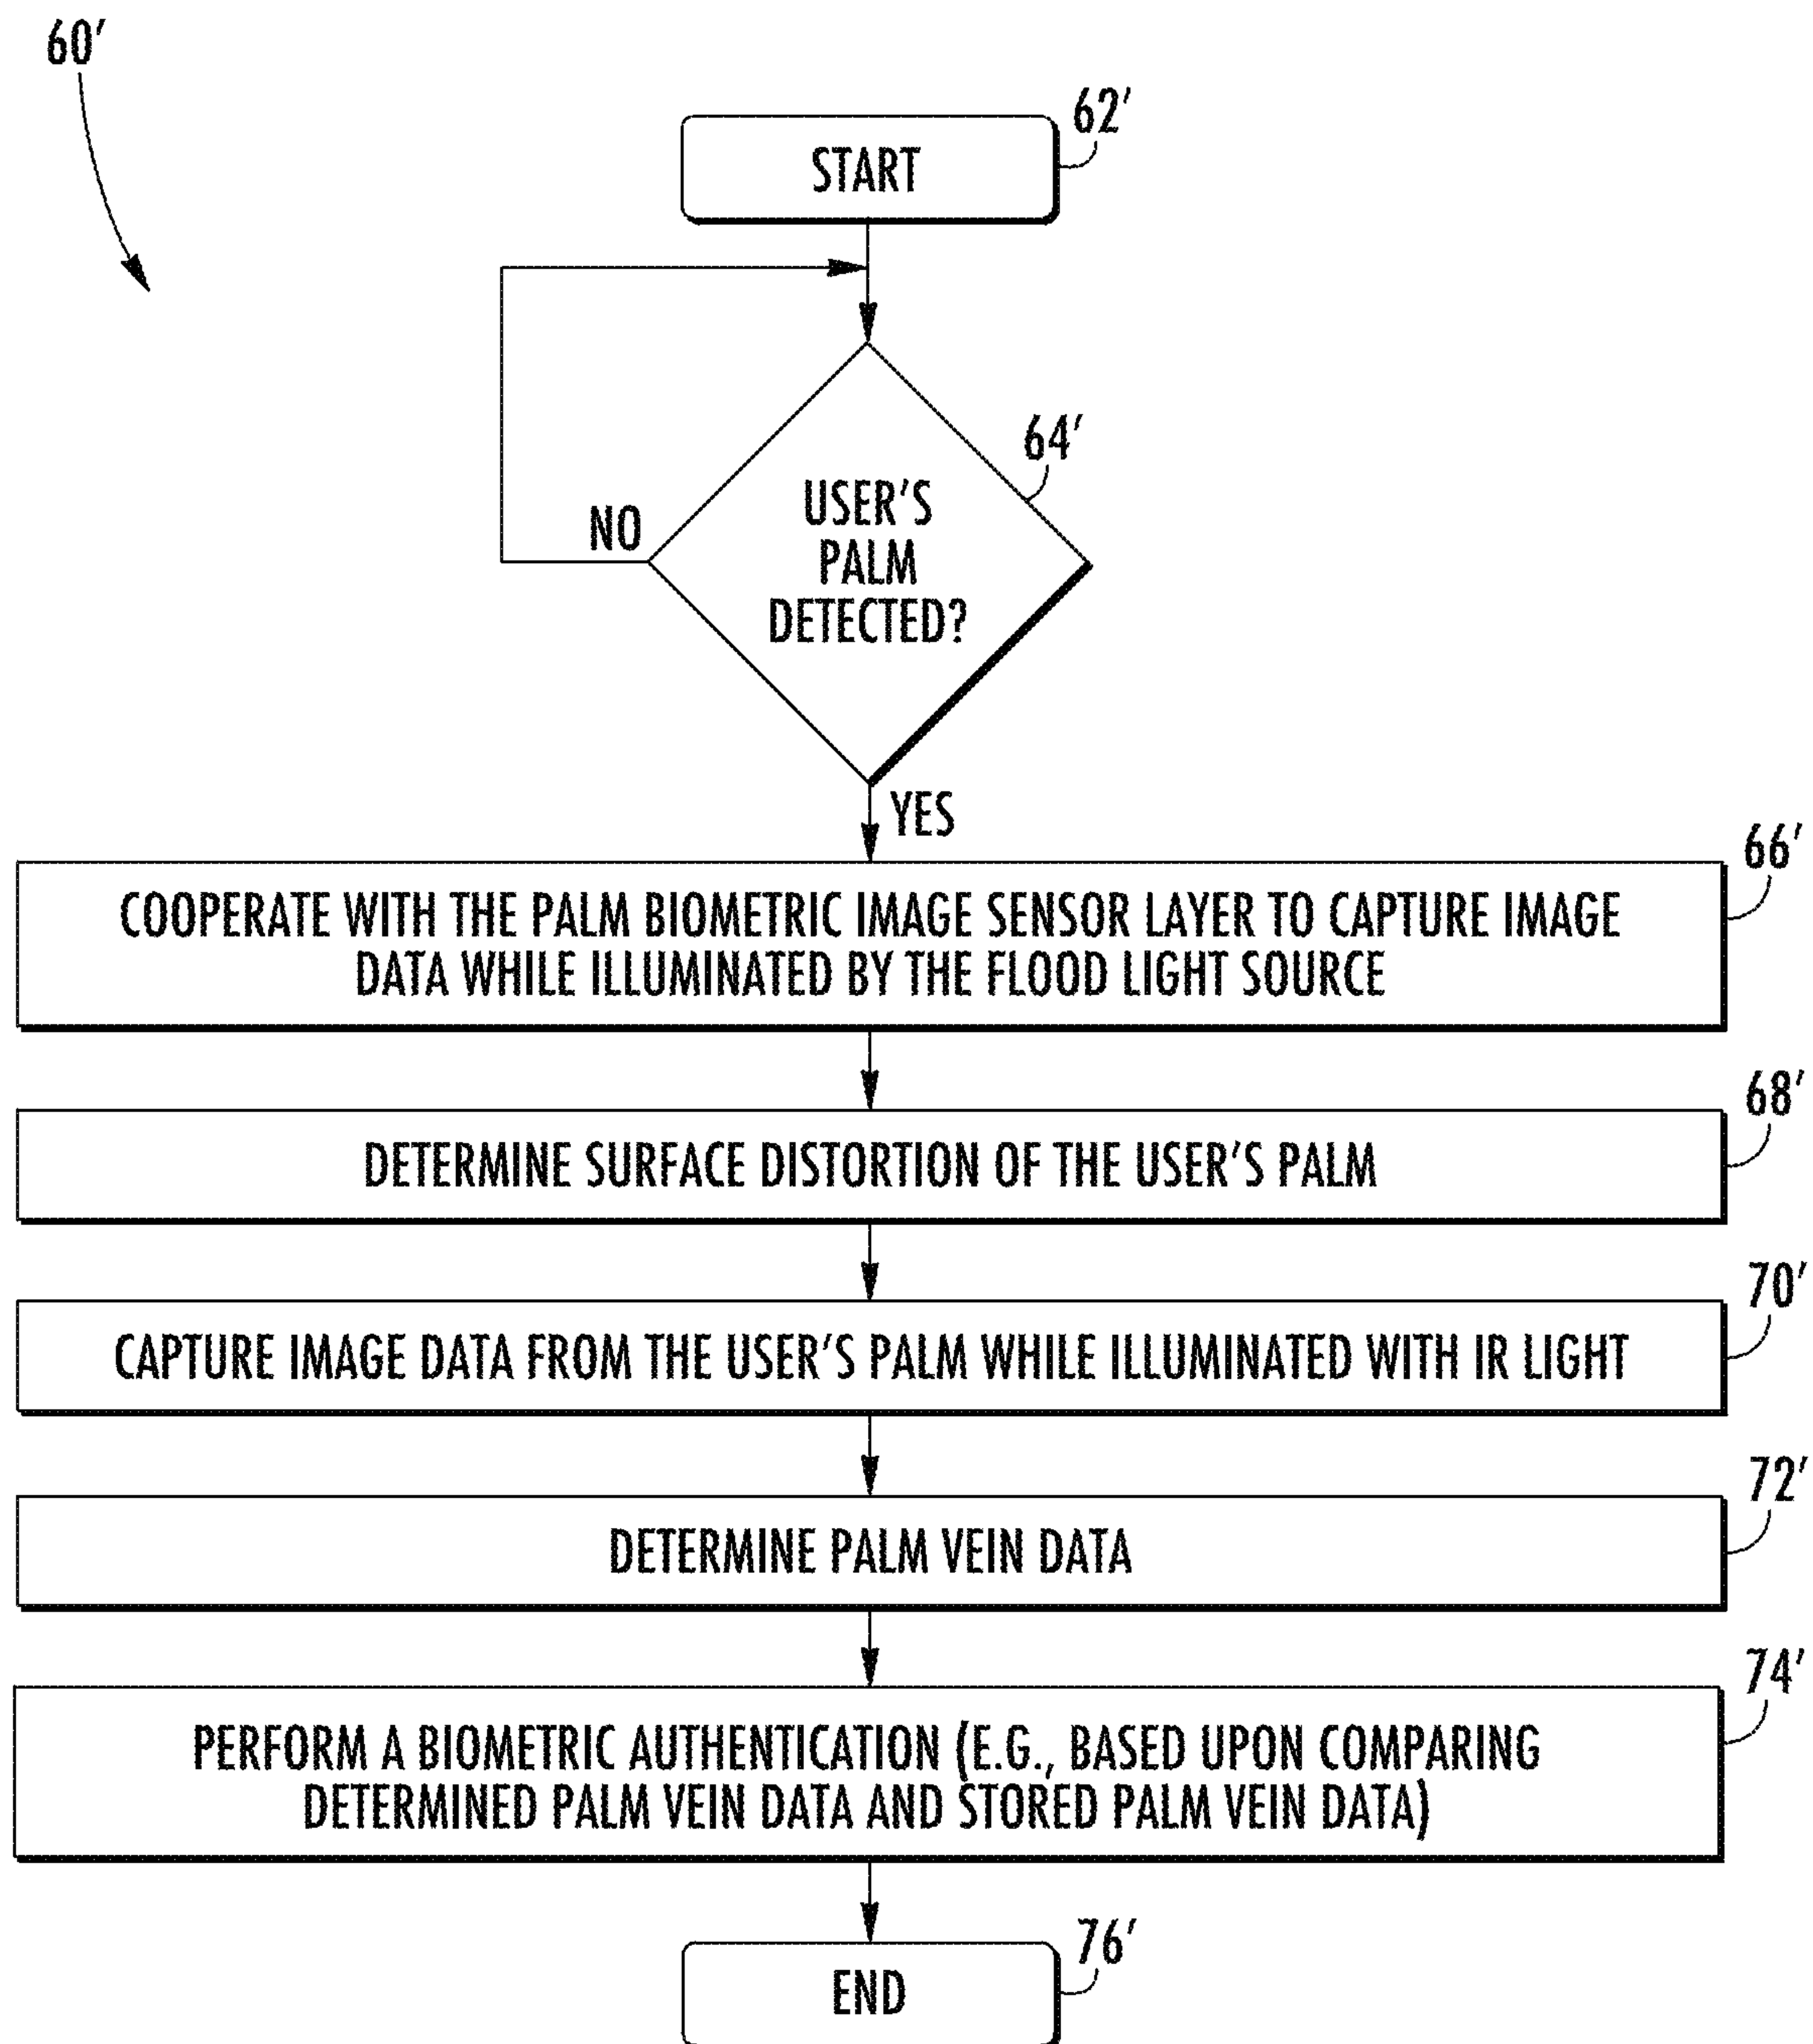 60′
62′
START
64′
USER'S
PALM
DETECTED?
NO
YES
66′
COOPERATE WITH THE PALM BIOMETRIC IMAGE SENSOR LAYER TO CAPTURE IMAGE
DATA WHILE ILLUMINATED BY THE FLOOD LIGHT SOURCE
68′
DETERMINE SURFACE DISTORTION OF THE USER'S PALM
70′
CAPTURE IMAGE DATA FROM THE USER'S PALM WHILE ILLUMINATED WITH IR LIGHT
72′
DETERMINE PALM VEIN DATA
74′
PERFORM A BIOMETRIC AUTHENTICATION (E.G., BASED UPON COMPARING
DETERMINED PALM VEIN DATA AND STORED PALM VEIN DATA)
76′
END